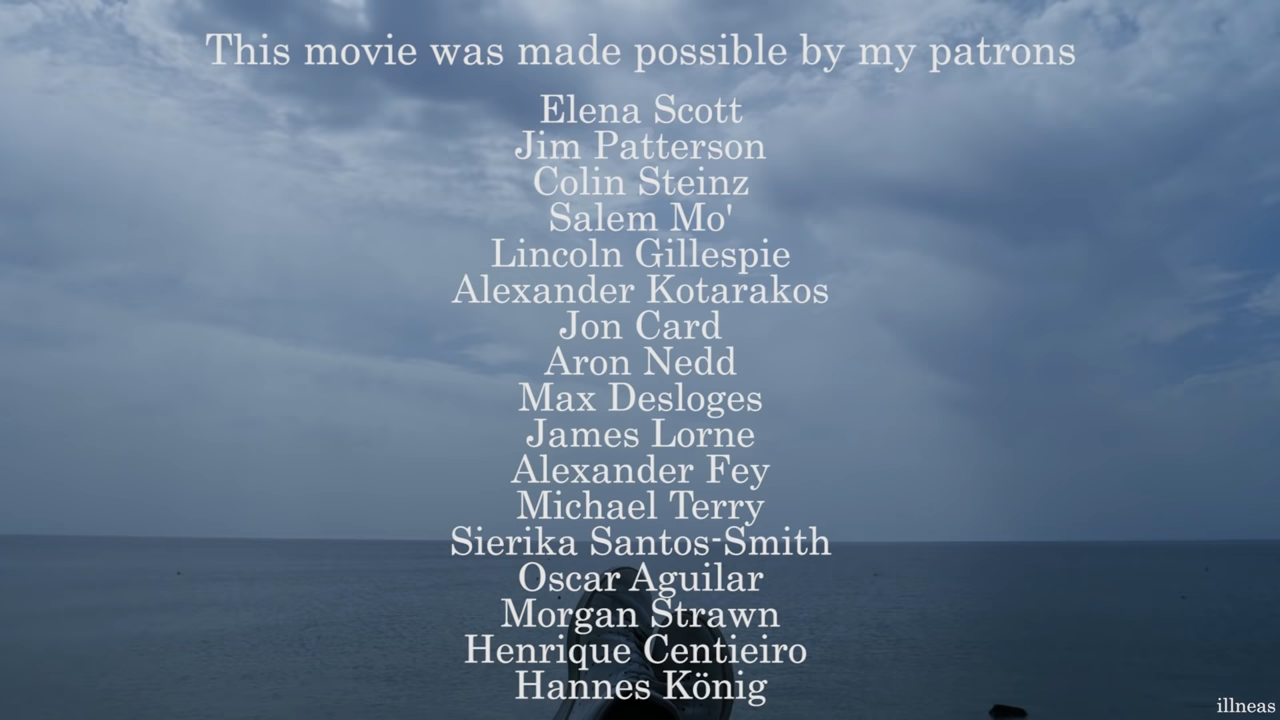 This movie was made possible by my patrons
Elena Scott
Jim Patterson
Colin Steinz
Salem Mo'
Lincoln Gillespie
Alexander Kotarakos
Jon Card
Aron Nedd
Max Desloges
James Lorne
Alexander Fey
Michael Terry
Sierika Santos-Smith
Oscar Aguilar
Morgan Strawn
Henrique Centieiro
Hannes König
illneas